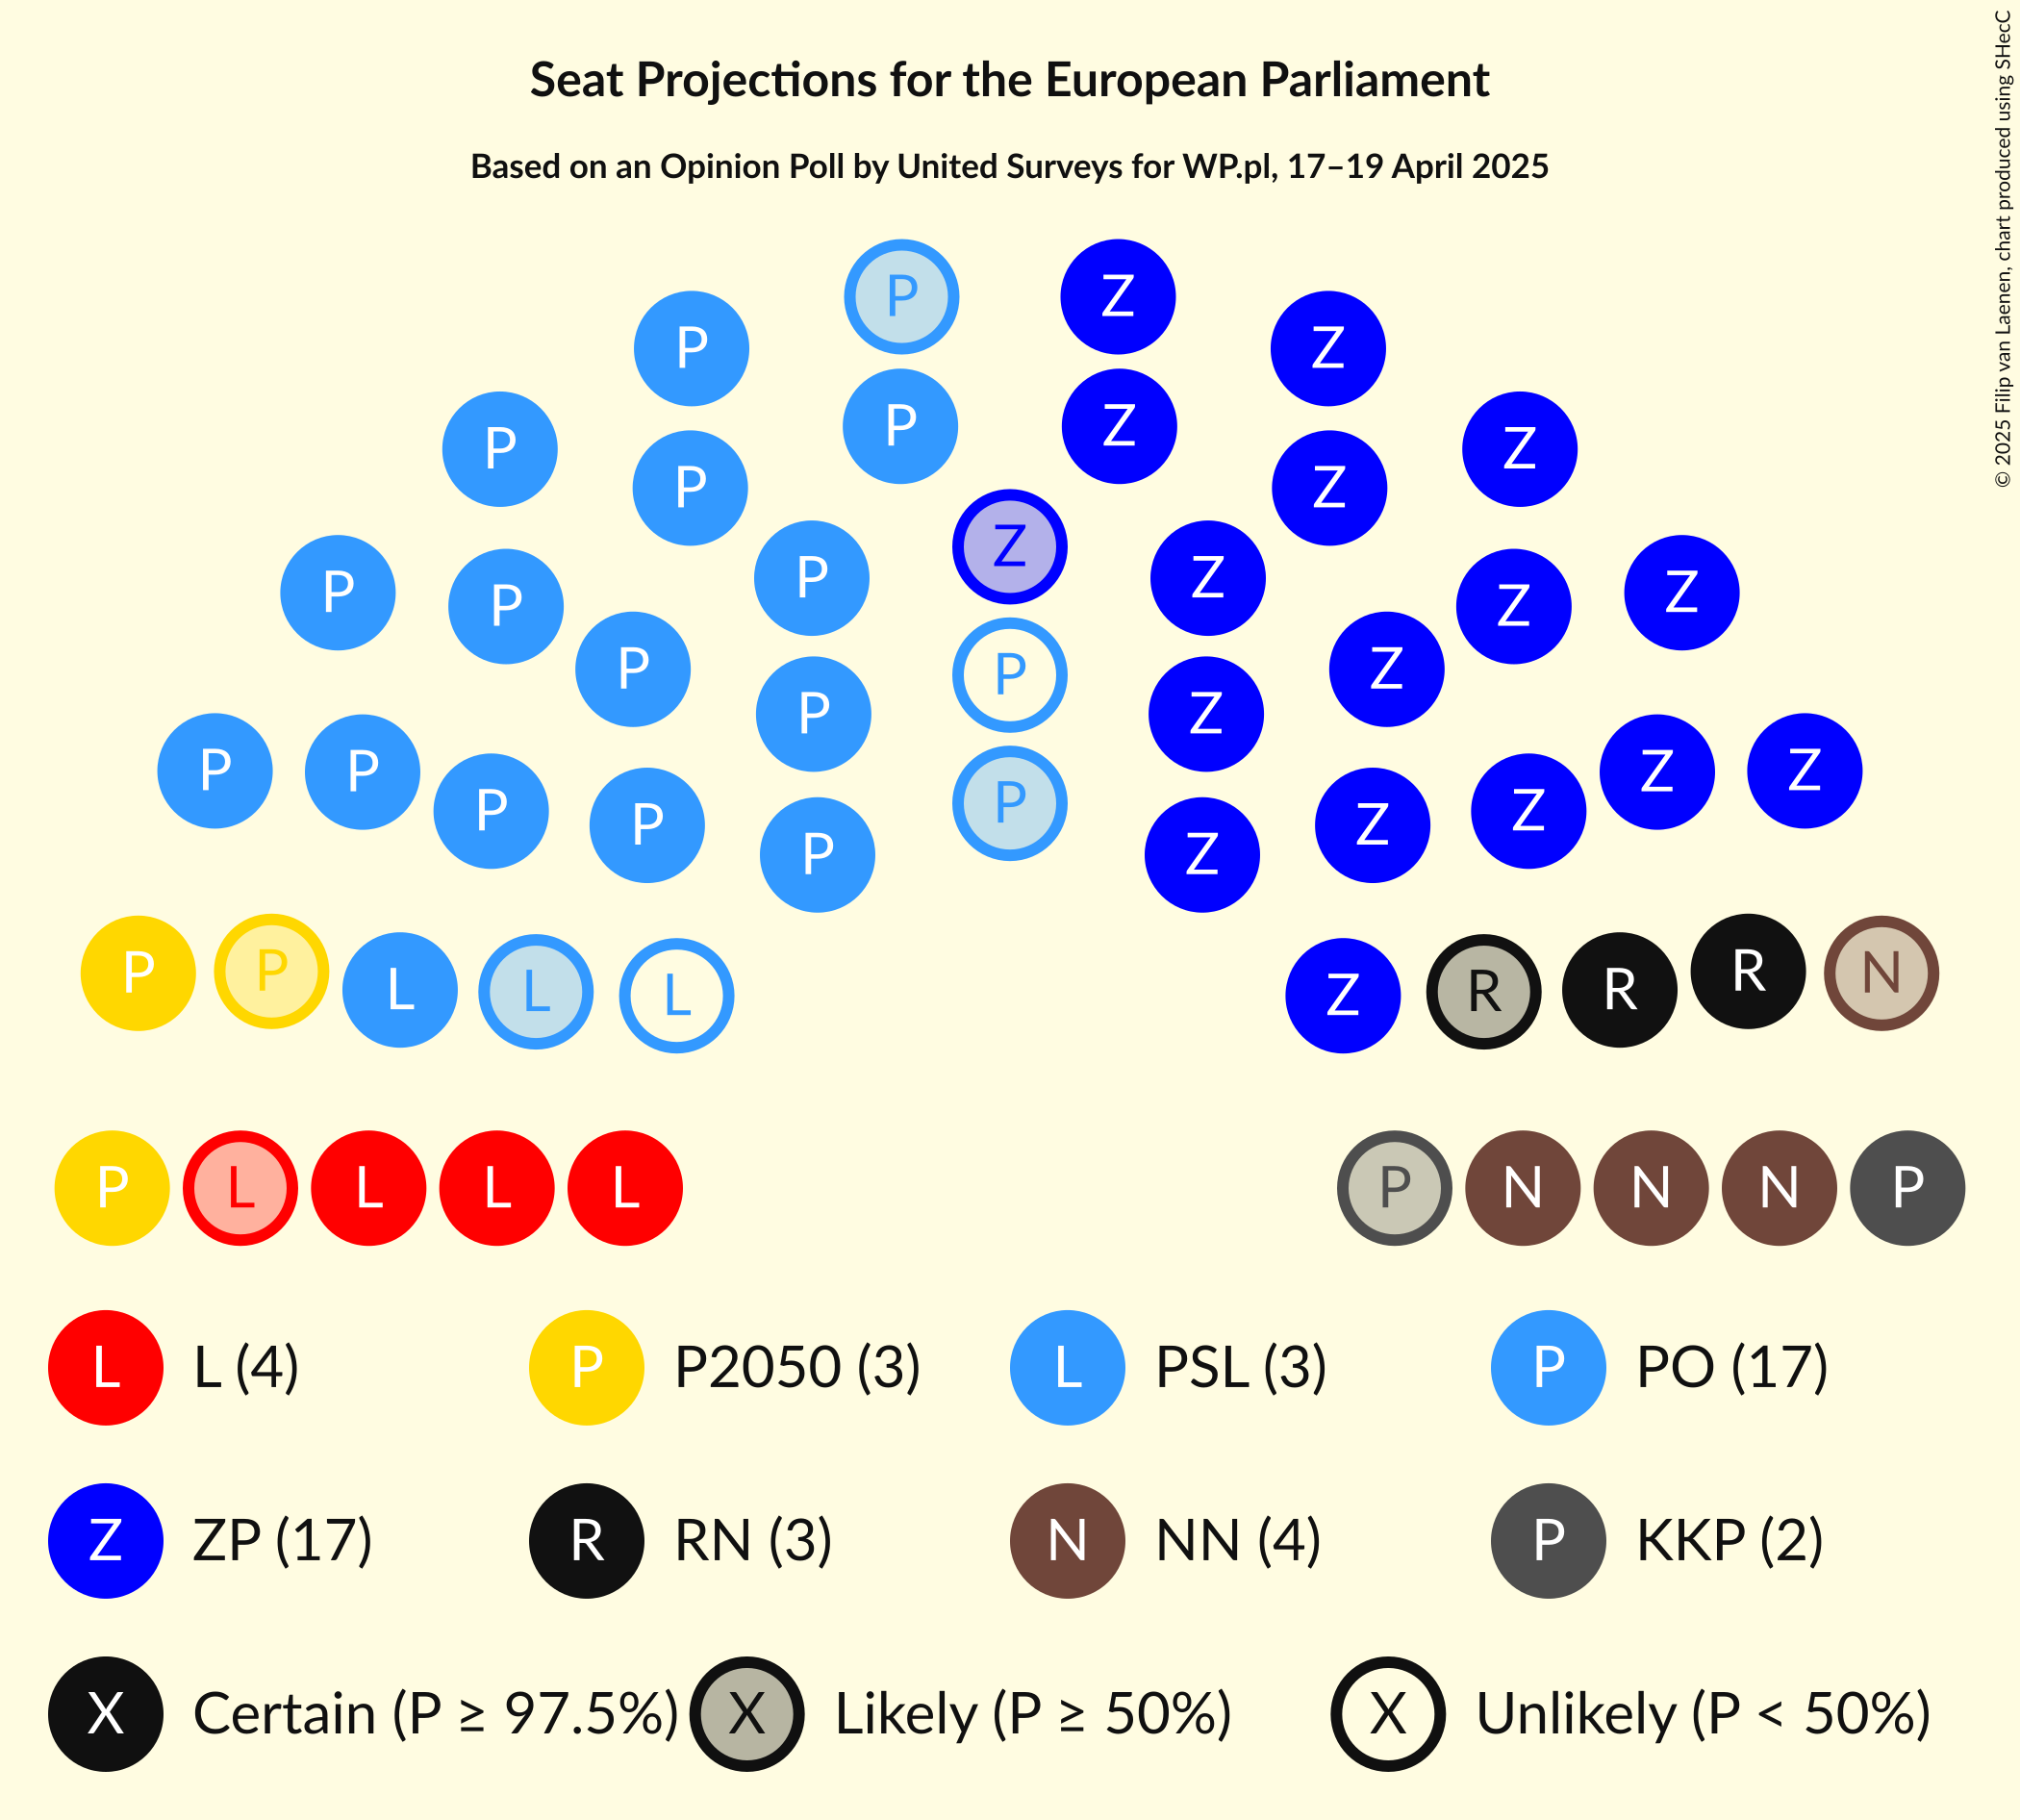 Seat Projections for the European Parliament
Based on an Opinion Poll by United Surveys for WP.pl, 17–19 April 2025
© 2025 Filip van Laenen, chart produced using SHecC
P Z
P Z
P Z
P Z
P Z
Z
P Z
P Z
P Z
P Z
P
P Z
P Z
P P Z Z
P
P Z
P Z
P Z
P P L L L Z R R R N
P L L L L P N N N P
L L (4) P P2050 (3) L PSL (3) P PO (17)
Z ZP (17) R RN (3) N NN (4) P KKP (2)
X Certain (P ≥ 97.5%) X Likely (P ≥ 50%) X Unlikely (P < 50%)